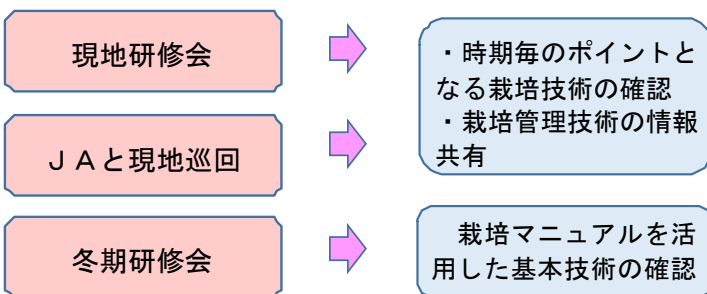 現地研修会
・時期毎のポイントと
なる栽培技術の確認
・栽培管理技術の情報
共有
ＪＡと現地巡回
冬期研修会
栽培マニュアルを活
用した基本技術の確認